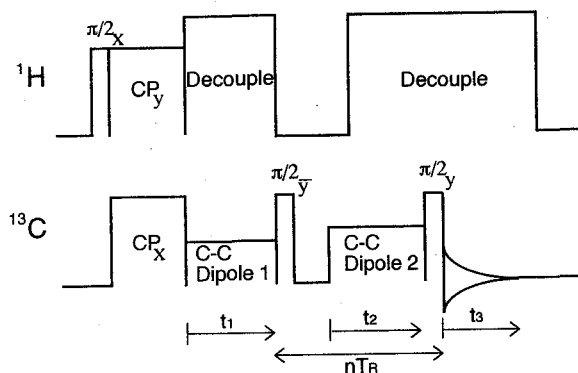 π/2x
¹H
CPy
Decouple
Decouple
π/2ȳ
π/2y
¹³C
CPx
C-C
Dipole 1
C-C
Dipole 2
t₁
t₂
t₃
nTR